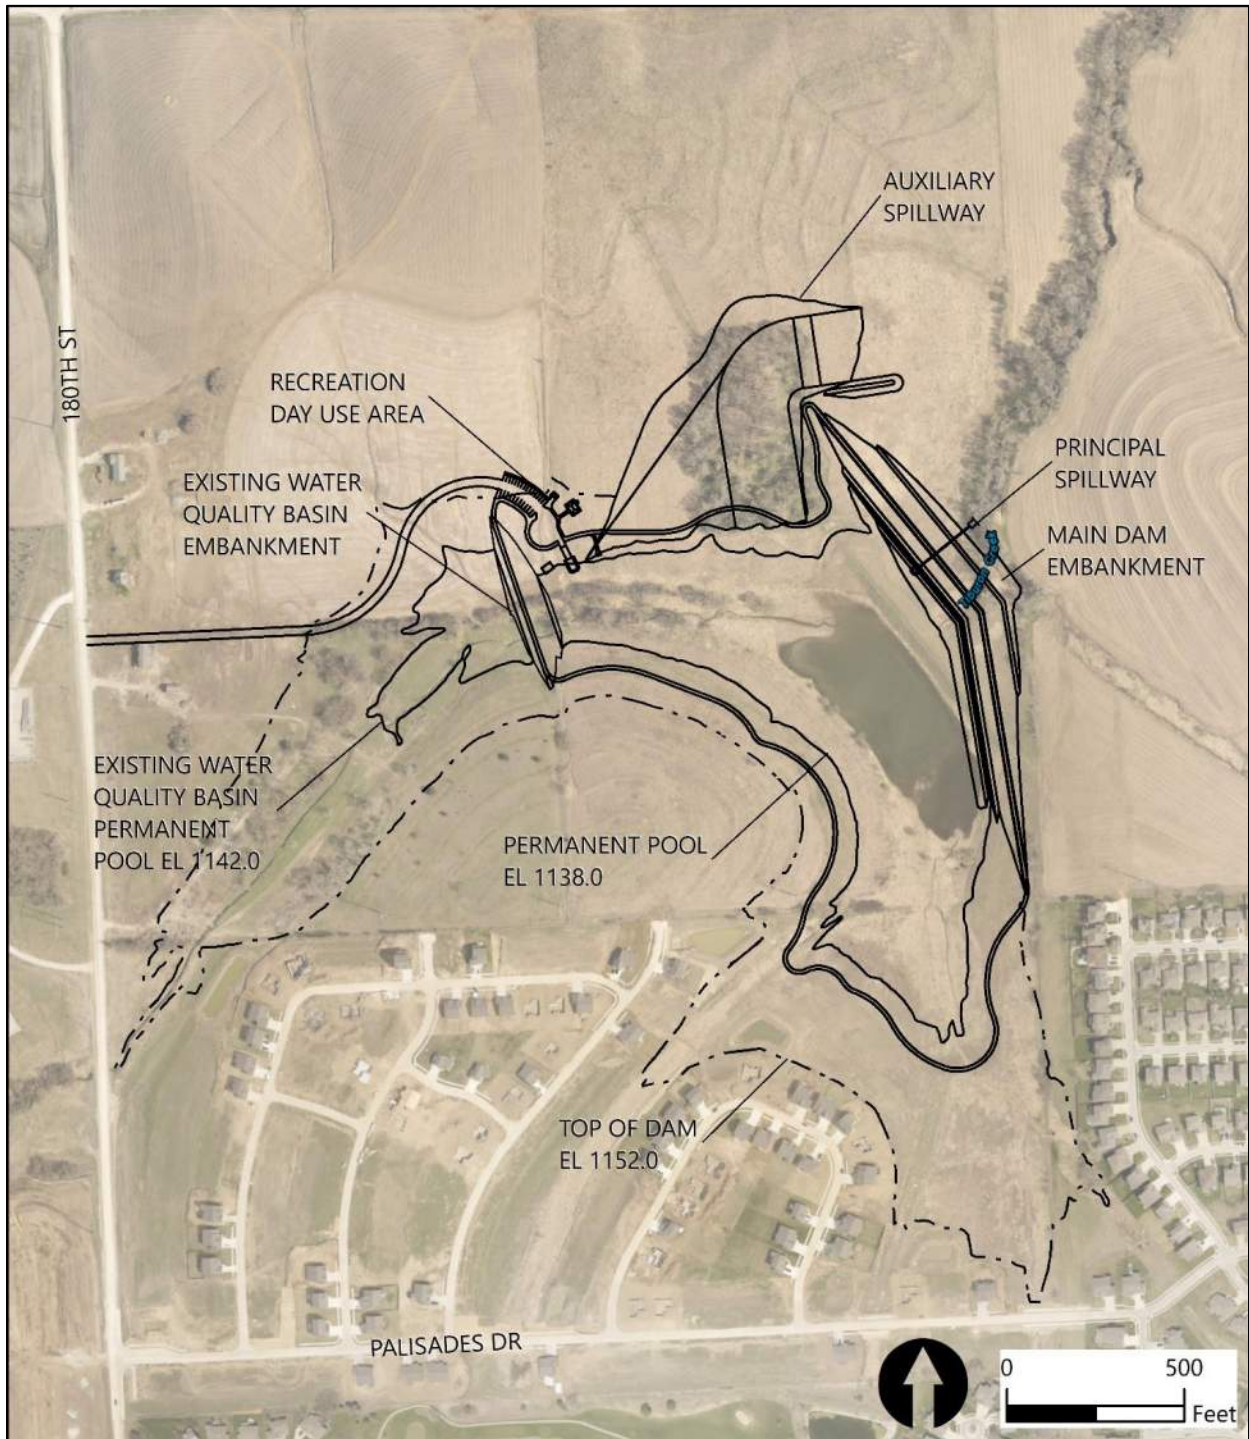 AUXILIARY
SPILLWAY
180TH ST
RECREATION
DAY USE AREA
PRINCIPAL
SPILLWAY
EXISTING WATER
QUALITY BASIN
EMBANKMENT
MAIN DAM
EMBANKMENT
EXISTING WATER
QUALITY BASIN
PERMANENT
POOL EL 1142.0
PERMANENT POOL
EL 1138.0
TOP OF DAM
EL 1152.0
PALISADES DR
0 500
Feet